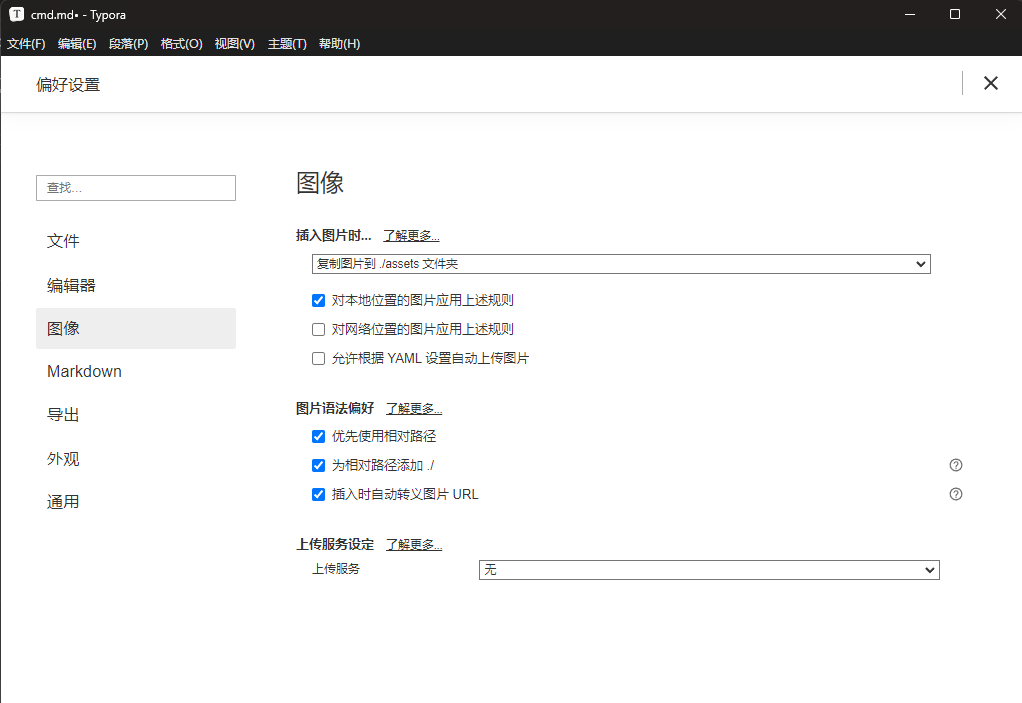 T cmd.md• - Typora
文件(F) 编辑(E) 段落(P) 格式(O) 视图(V) 主题(T) 帮助(H)
偏好设置
查找...
文件
编辑器
图像
Markdown
导出
外观
通用
图像
插入图片时... 了解更多...
复制图片到 ./assets 文件夹
对本地位置的图片应用上述规则
对网络位置的图片应用上述规则
允许根据 YAML 设置自动上传图片
图片语法偏好 了解更多...
优先使用相对路径
为相对路径添加 ./
插入时自动转义图片 URL
上传服务设定 了解更多...
上传服务 无